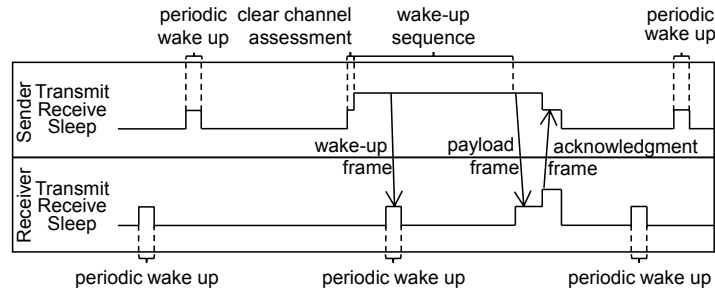 periodic wake up
clear channel assessment
wake-up sequence
periodic wake up
Sender
Transmit
Receive
Sleep
wake-up frame
payload frame
acknowledgment frame
Receiver
Transmit
Receive
Sleep
periodic wake up
periodic wake up
periodic wake up